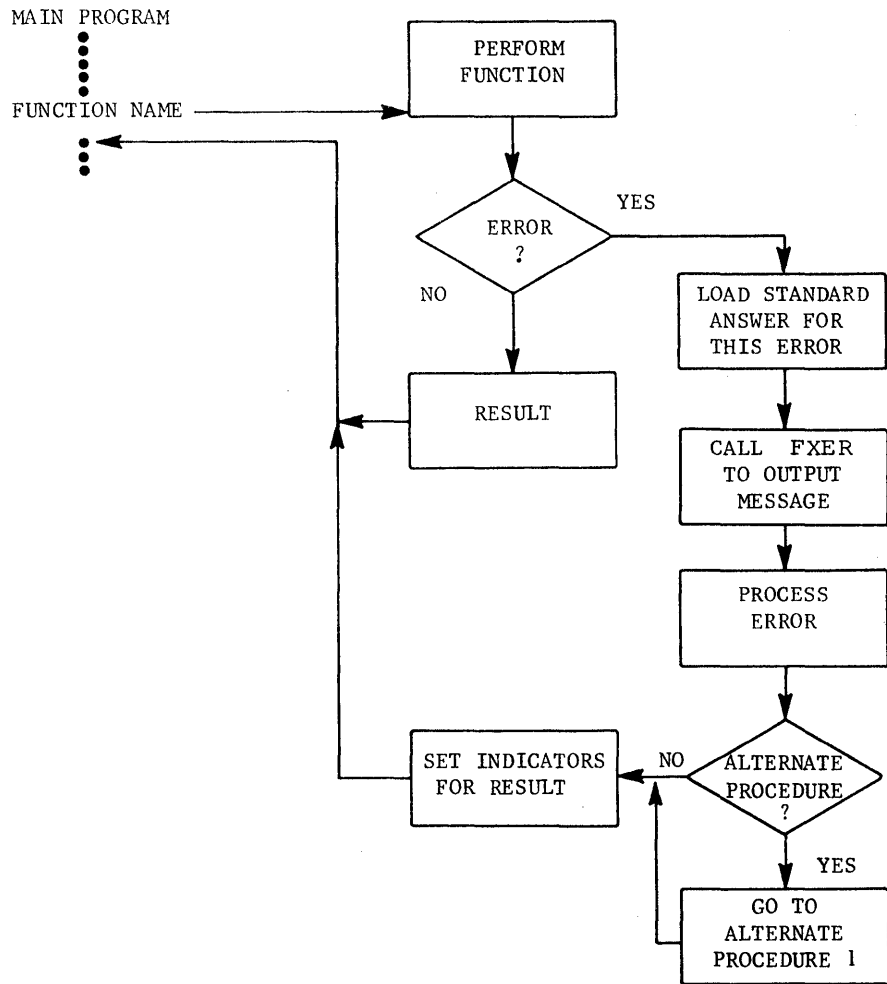 MAIN PROGRAM
FUNCTION NAME
PERFORM
FUNCTION
ERROR
?
YES
NO
RESULT
LOAD STANDARD
ANSWER FOR
THIS ERROR
CALL FXER
TO OUTPUT
MESSAGE
PROCESS
ERROR
ALTERNATE
PROCEDURE
?
NO
SET INDICATORS
FOR RESULT
YES
GO TO
ALTERNATE
PROCEDURE 1